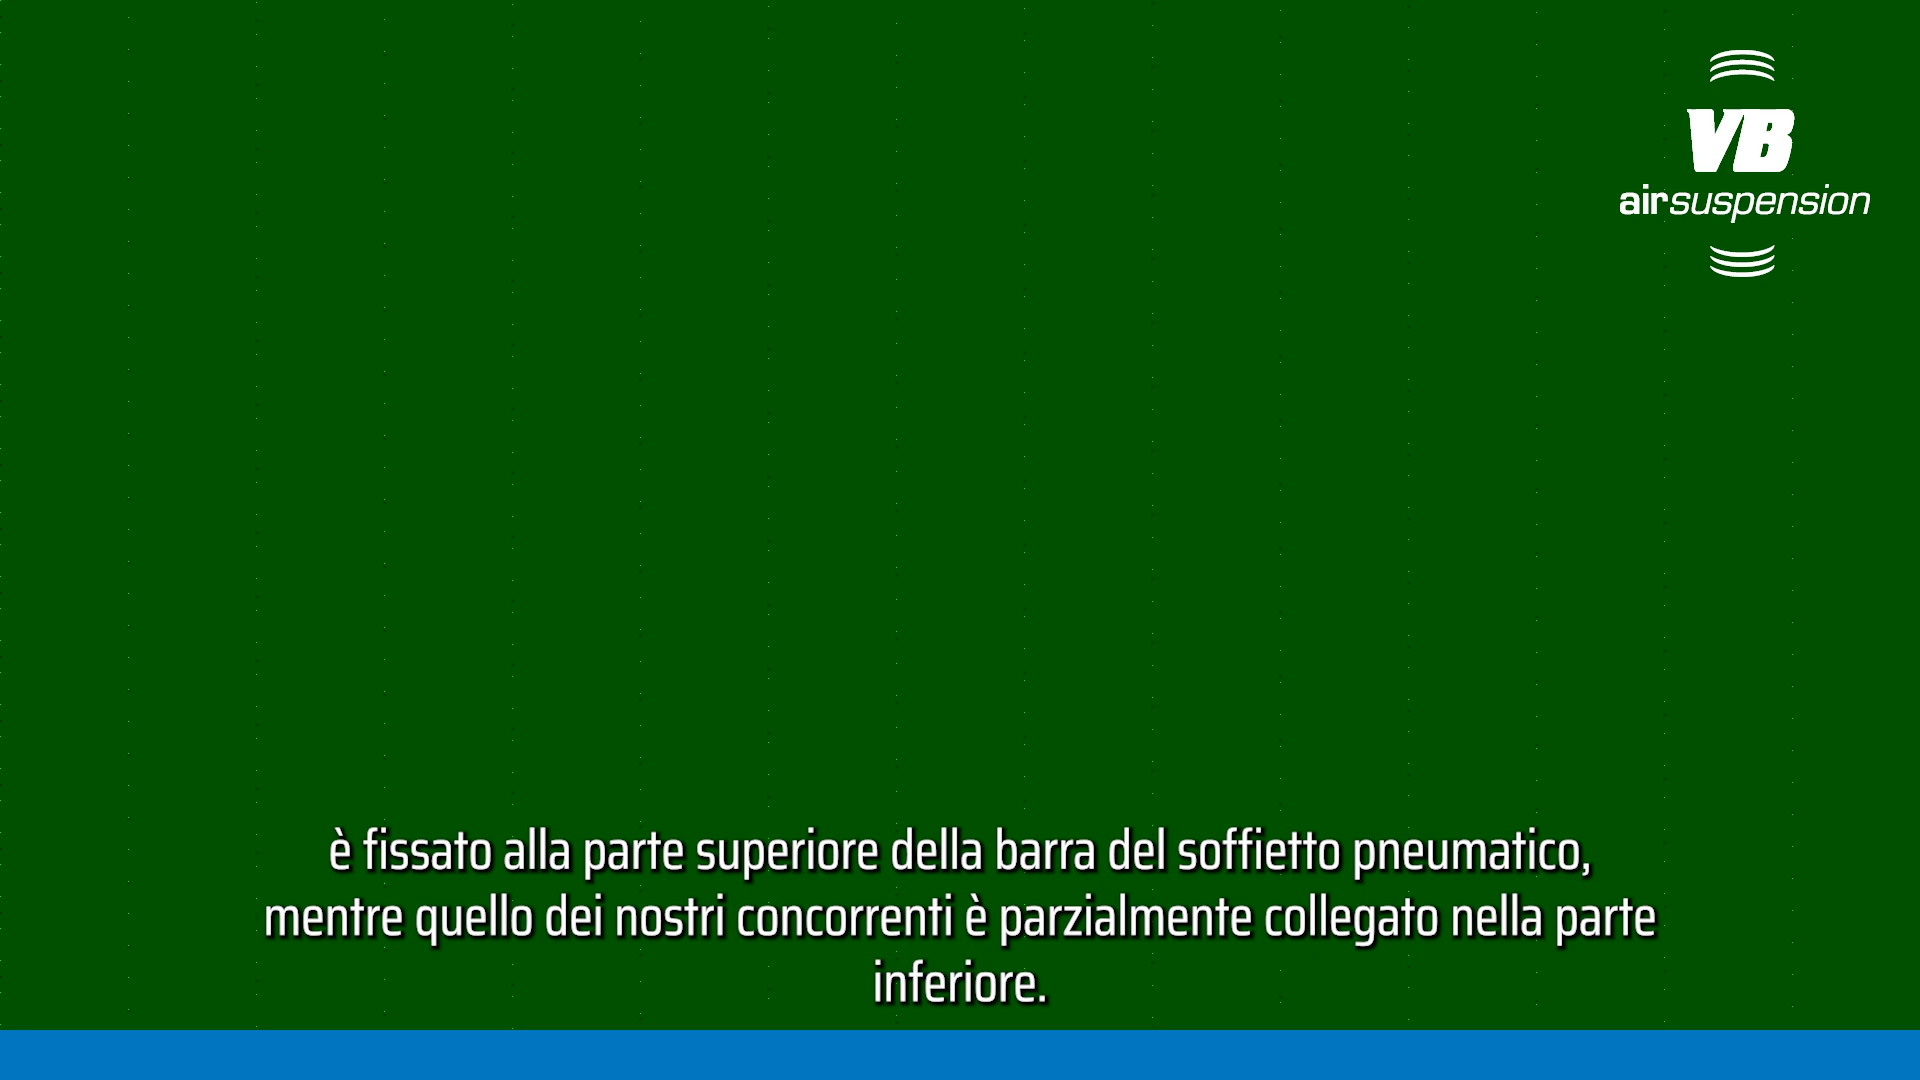 VB
airsuspension
è fissato alla parte superiore della barra del soffietto pneumatico,
mentre quello dei nostri concorrenti è parzialmente collegato nella parte
inferiore.